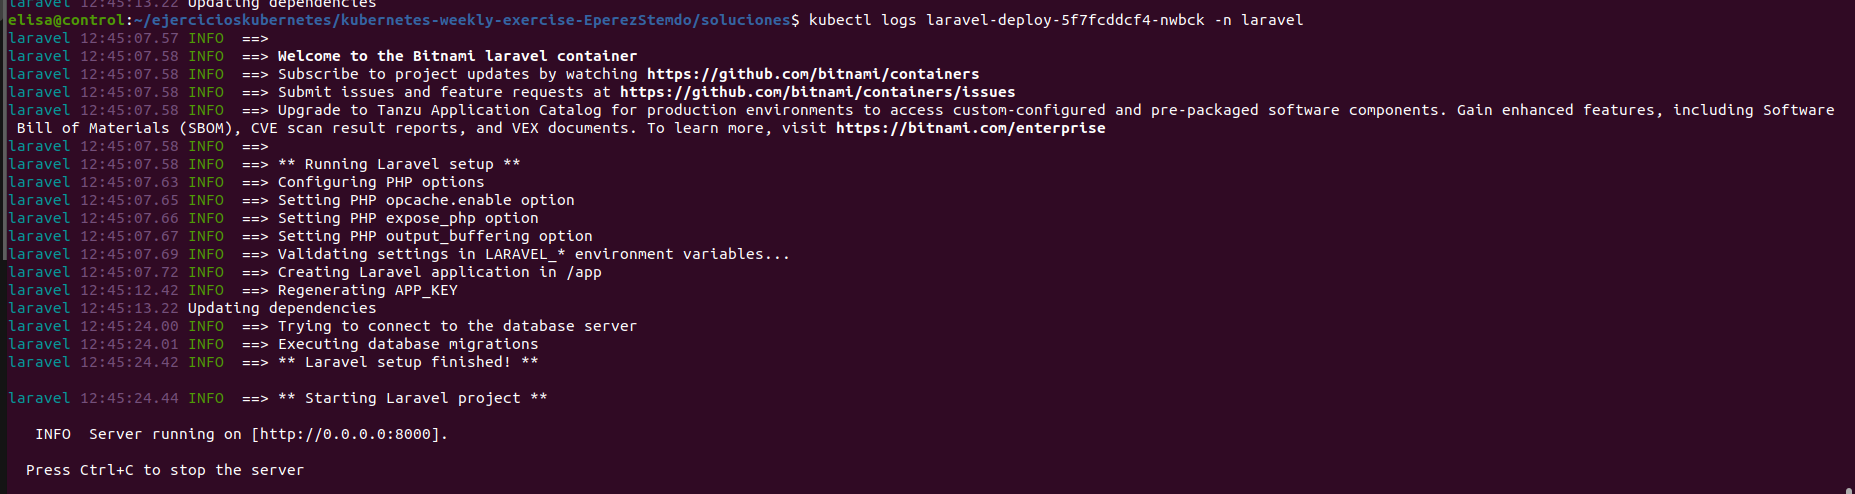 laravel 12:45:13.22 Updating dependencies
elisa@control:~/ejercicioskubernetes/kubernetes-weekly-exercise-EperezStemdo/soluciones$ kubectl logs laravel-deploy-5f7fcddcf4-nwbck -n laravel
laravel 12:45:07.57 INFO  ==>
laravel 12:45:07.58 INFO  ==> Welcome to the Bitnami laravel container
laravel 12:45:07.58 INFO  ==> Subscribe to project updates by watching https://github.com/bitnami/containers
laravel 12:45:07.58 INFO  ==> Submit issues and feature requests at https://github.com/bitnami/containers/issues
laravel 12:45:07.58 INFO  ==> Upgrade to Tanzu Application Catalog for production environments to access custom-configured and pre-packaged software components. Gain enhanced features, including Software
Bill of Materials (SBOM), CVE scan result reports, and VEX documents. To learn more, visit https://bitnami.com/enterprise
laravel 12:45:07.58 INFO  ==>
laravel 12:45:07.58 INFO  ==> ** Running Laravel setup **
laravel 12:45:07.63 INFO  ==> Configuring PHP options
laravel 12:45:07.65 INFO  ==> Setting PHP opcache.enable option
laravel 12:45:07.66 INFO  ==> Setting PHP expose_php option
laravel 12:45:07.67 INFO  ==> Setting PHP output_buffering option
laravel 12:45:07.69 INFO  ==> Validating settings in LARAVEL_* environment variables...
laravel 12:45:07.72 INFO  ==> Creating Laravel application in /app
laravel 12:45:12.42 INFO  ==> Regenerating APP_KEY
laravel 12:45:13.22 Updating dependencies
laravel 12:45:24.00 INFO  ==> Trying to connect to the database server
laravel 12:45:24.01 INFO  ==> Executing database migrations
laravel 12:45:24.42 INFO  ==> ** Laravel setup finished! **
laravel 12:45:24.44 INFO  ==> ** Starting Laravel project **
INFO  Server running on [http://0.0.0.0:8000].
Press Ctrl+C to stop the server